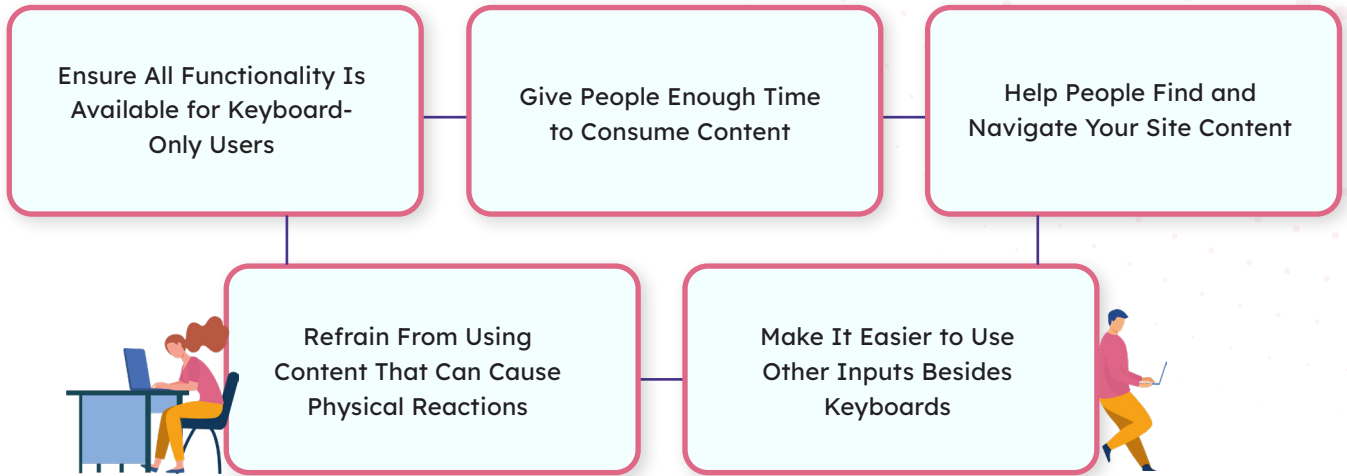 Ensure All Functionality Is
Available for Keyboard-
Only Users
Give People Enough Time
to Consume Content
Help People Find and
Navigate Your Site Content
Refrain From Using
Content That Can Cause
Physical Reactions
Make It Easier to Use
Other Inputs Besides
Keyboards